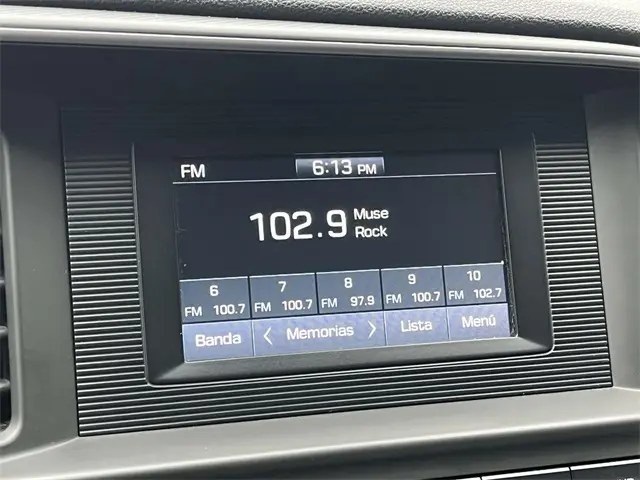 FM 6:13 PM
102.9 Muse
Rock
6 7 8 9 10
FM 100.7 FM 100.7 FM 97.9 FM 100.7 FM 102.7
Banda < Memorias > Lista Menú